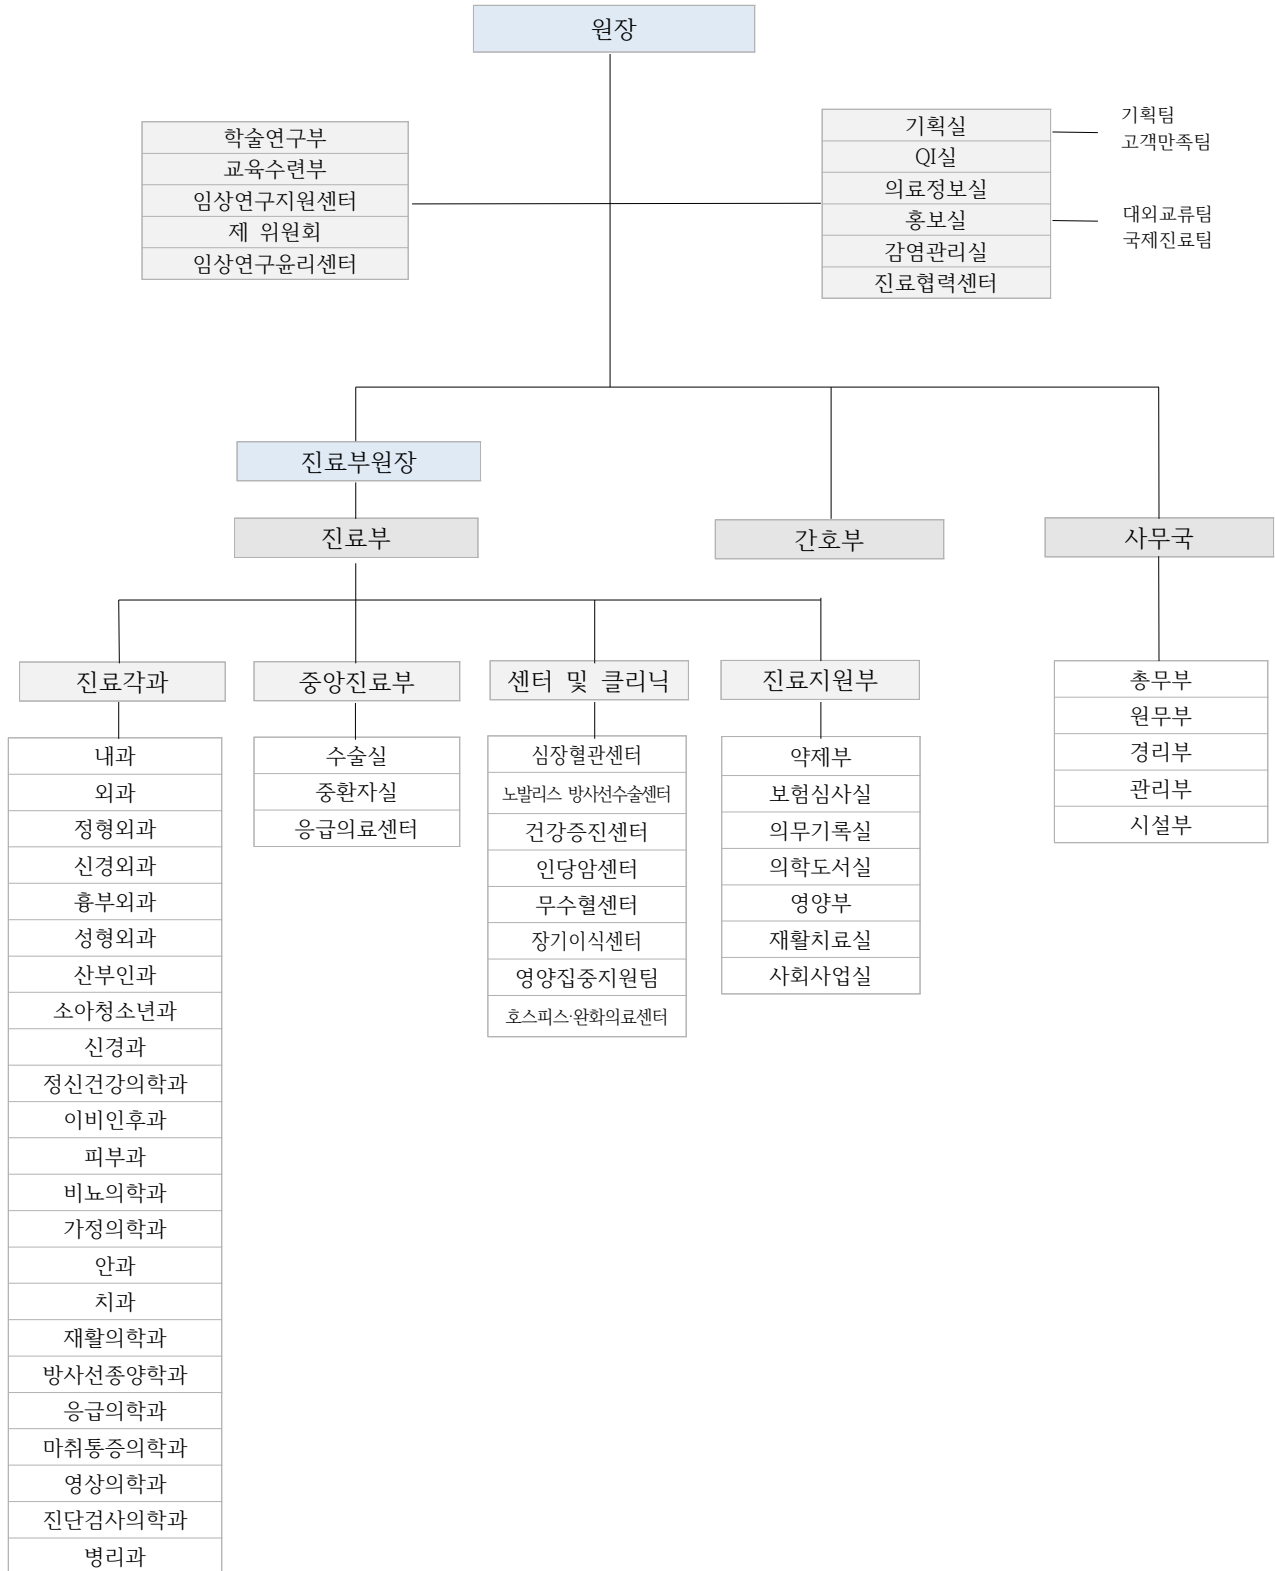 원장
학술연구부
교육수련부
임상연구지원센터
제 위원회
임상연구윤리센터
기획실
QI실
의료정보실
홍보실
감염관리실
진료협력센터
기획팀
고객만족팀
대외교류팀
국제진료팀
진료부원장
진료부
간호부
사무국
진료각과
내과
외과
정형외과
신경외과
흉부외과
성형외과
산부인과
소아청소년과
신경과
정신건강의학과
이비인후과
피부과
비뇨의학과
가정의학과
안과
치과
재활의학과
방사선종양학과
응급의학과
마취통증의학과
영상의학과
진단검사의학과
병리과
중앙진료부
수술실
중환자실
응급의료센터
센터 및 클리닉
심장혈관센터
노발리스 방사선수술센터
건강증진센터
인당암센터
무수혈센터
장기이식센터
영양집중지원팀
호스피스·완화의료센터
진료지원부
약제부
보험심사실
의무기록실
의학도서실
영양부
재활치료실
사회사업실
총무부
원무부
경리부
관리부
시설부